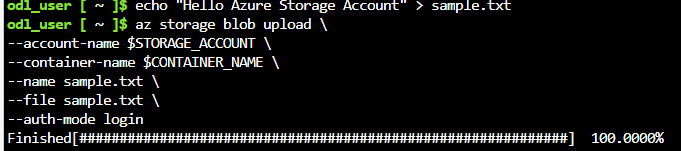 odl_user [ ~ ]$ echo "Hello Azure Storage Account" > sample.txt
odl_user [ ~ ]$ az storage blob upload \
--account-name $STORAGE_ACCOUNT \
--container-name $CONTAINER_NAME \
--name sample.txt \
--file sample.txt \
--auth-mode login
Finished[#############################################################]  100.0000%